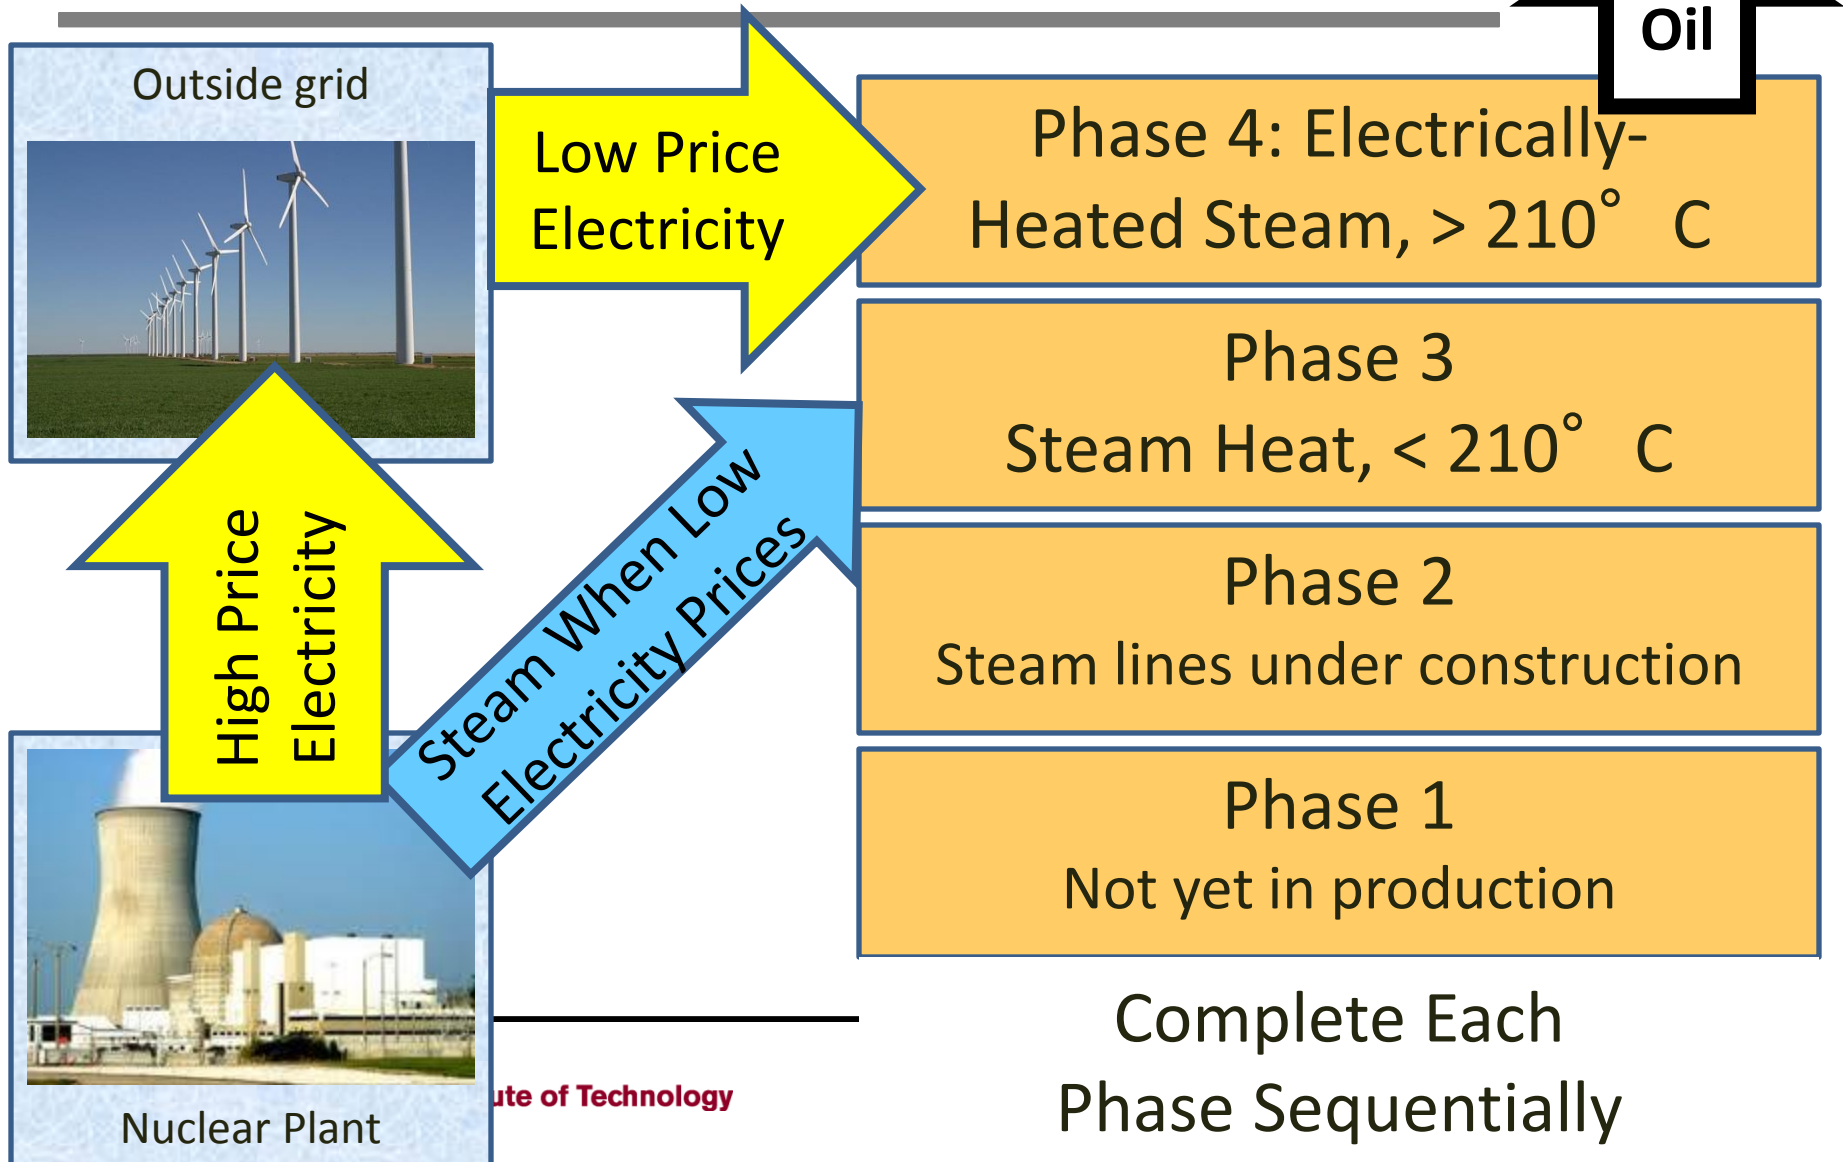 Oil
Outside grid
Low Price
Electricity
Phase 4: Electrically-
Heated Steam, > 210° C
Phase 3
Steam Heat, < 210° C
High Price
Electricity
Steam When Low
Electricity Prices
Phase 2
Steam lines under construction
Phase 1
Not yet in production
Complete Each
Phase Sequentially
ute of Technology
Nuclear Plant